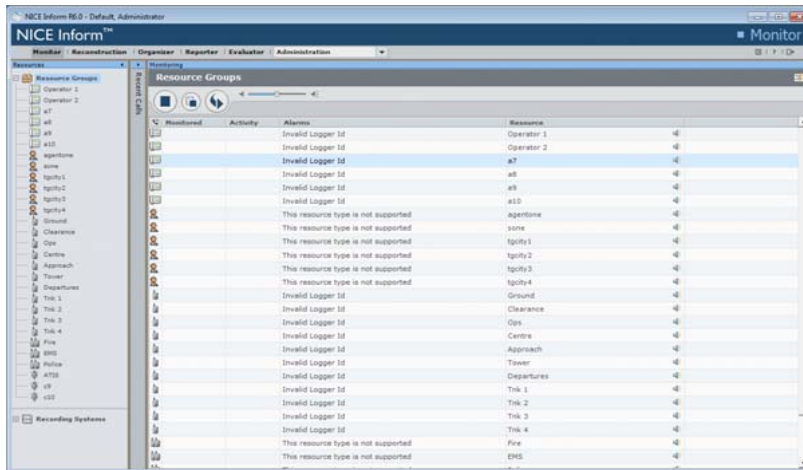 NICE Inform R6.0 - Default, Administrator
NICE Inform™
Monitor
Monitor Reconstruction Organizer Reporter Evaluator Administration
Resources
Resource Groups
Operator 1
Operator 2
a7
a8
a9
a10
agentone
sone
tgcity1
tgcity2
tgcity3
tgcity4
Ground
Clearance
Ops
Centre
Approach
Tower
Departures
Tnk 1
Tnk 2
Tnk 3
Tnk 4
Fire
EMS
Police
ATIS
c9
c10
Recording Systems
Recent Calls
Monitoring
Resource Groups
Monitored Activity Alarms Resource
Invalid Logger Id Operator 1
Invalid Logger Id Operator 2
Invalid Logger Id a7
Invalid Logger Id a8
Invalid Logger Id a9
Invalid Logger Id a10
This resource type is not supported agentone
This resource type is not supported sone
This resource type is not supported tgcity1
This resource type is not supported tgcity2
This resource type is not supported tgcity3
This resource type is not supported tgcity4
Invalid Logger Id Ground
Invalid Logger Id Clearance
Invalid Logger Id Ops
Invalid Logger Id Centre
Invalid Logger Id Approach
Invalid Logger Id Tower
Invalid Logger Id Departures
Invalid Logger Id Tnk 1
Invalid Logger Id Tnk 2
Invalid Logger Id Tnk 3
Invalid Logger Id Tnk 4
This resource type is not supported Fire
This resource type is not supported EMS